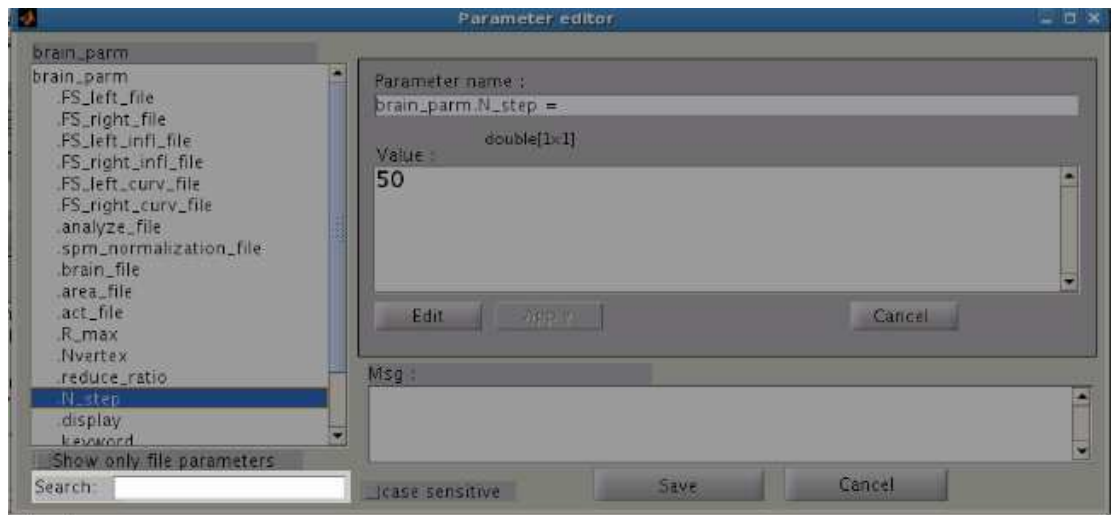 Parameter editor
brain_parm
brain_parm
.FS_left_file
.FS_right_file
.FS_left_infl_file
.FS_right_infl_file
.FS_left_curv_file
.FS_right_curv_file
.analyze_file
.spm_normalization_file
.brain_file
.area_file
.act_file
.R_max
.Nvertex
.reduce_ratio
.N_step
.display
.keyword
Show only file parameters
Search:
Parameter name :
brain_parm.N_step =
double[1x1]
Value :
50
Edit
Cancel
Msg :
case sensitive
Save
Cancel